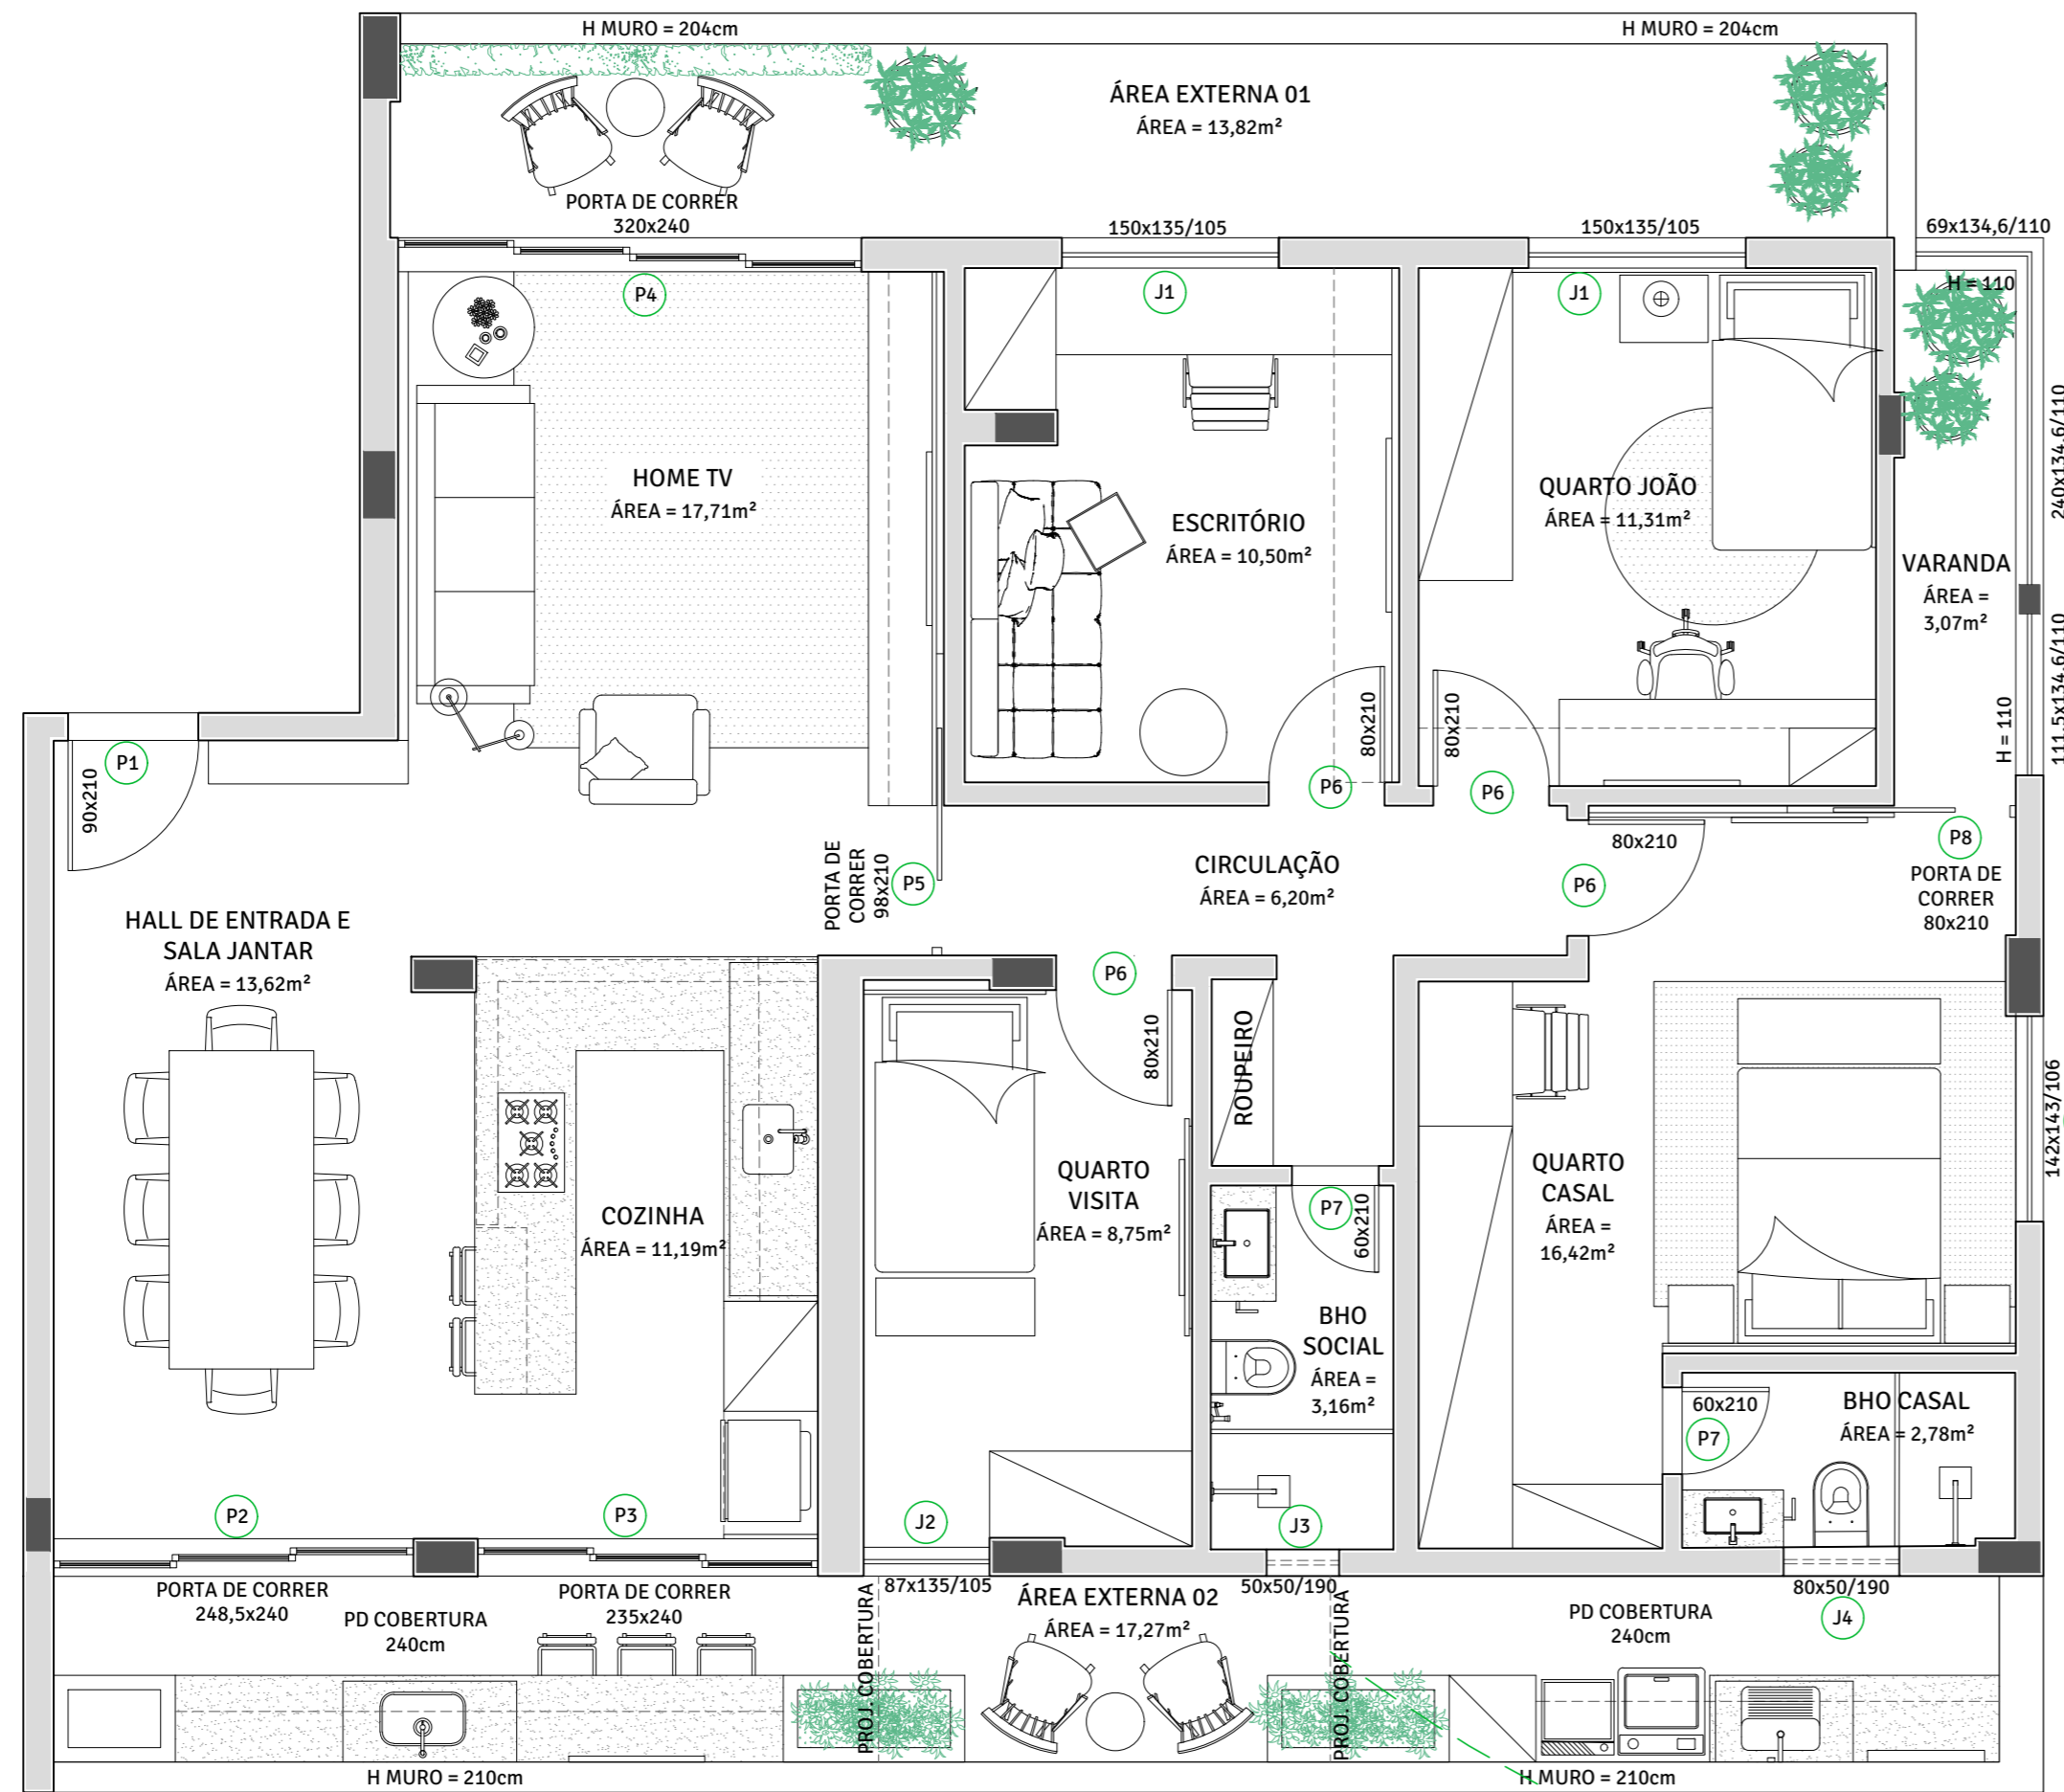 H MURO = 204cm
H MURO = 204cm
ÁREA EXTERNA 01
ÁREA = 13,82m²
PORTA DE CORRER
320x240
150x135/105
150x135/105
69x134,6/110
P4
J1
J1
H = 110
240x134,6/110
HOME TV
ÁREA = 17,71m²
ESCRITÓRIO
ÁREA = 10,50m²
QUARTO JOÃO
ÁREA = 11,31m²
VARANDA
ÁREA =
3,07m²
111,5x134,6/110
H = 110
P1
90x210
80x210
80x210
P6
P6
80x210
P8
PORTA DE
CORRER
80x210
PORTA DE
CORRER
98x210
P5
CIRCULAÇÃO
ÁREA = 6,20m²
P6
HALL DE ENTRADA E
SALA JANTAR
ÁREA = 13,62m²
P6
80x210
ROUPEIRO
142x143/106
COZINHA
ÁREA = 11,19m²
QUARTO
VISITA
ÁREA = 8,75m²
P7
60x210
QUARTO
CASAL
ÁREA =
16,42m²
BHO
SOCIAL
ÁREA =
3,16m²
60x210
P7
BHO CASAL
ÁREA = 2,78m²
P2
P3
J2
J3
PORTA DE CORRER
248,5x240
PD COBERTURA
240cm
PORTA DE CORRER
235x240
PROJ. COBERTURA
87x135/105
ÁREA EXTERNA 02
ÁREA = 17,27m²
50x50/190
PROJ. COBERTURA
PD COBERTURA
240cm
80x50/190
J4
H MURO = 210cm
H MURO = 210cm